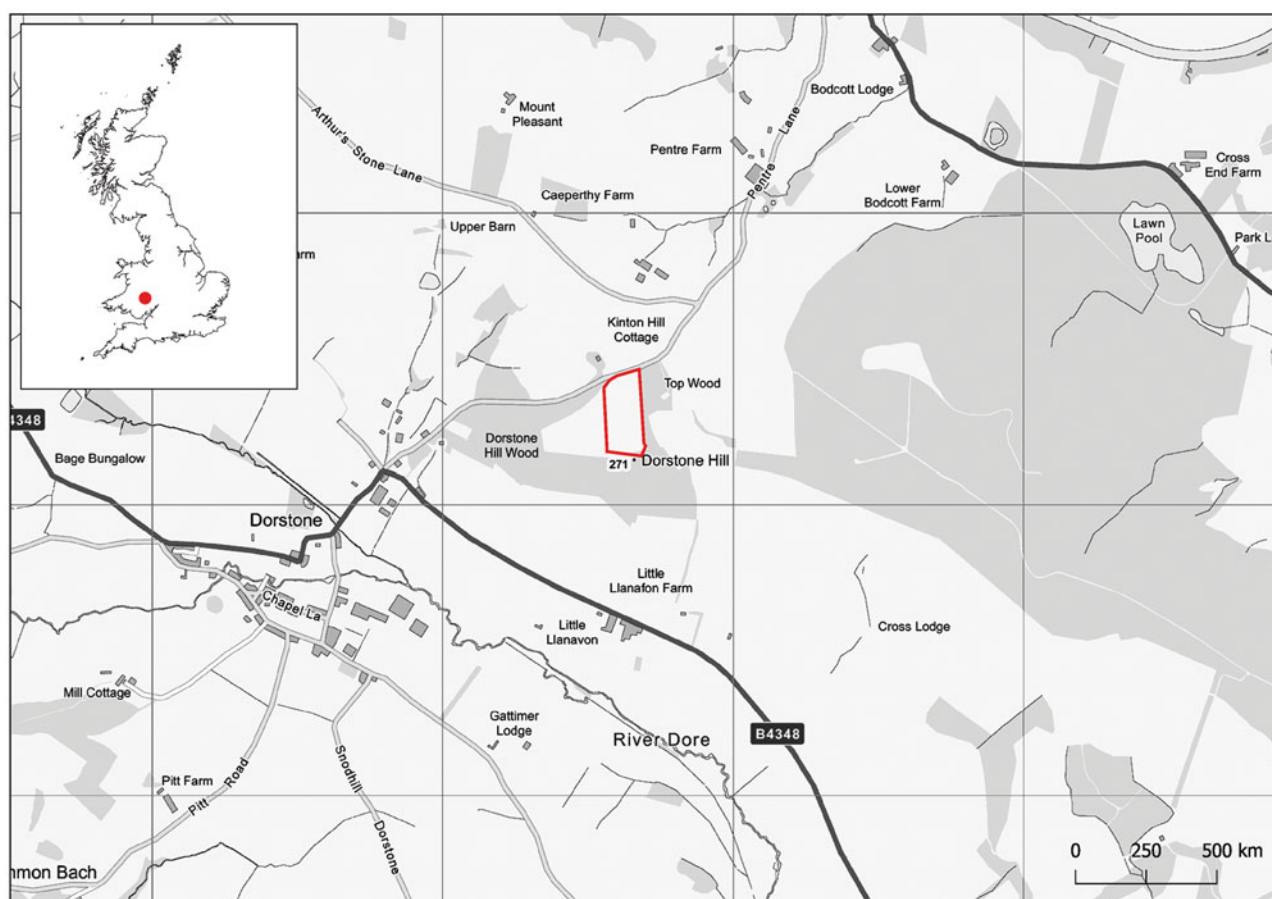 Bodcott Lodge
Mount
Pleasant
Arthur's Stone Lane
Pentre Farm
Pentre Lane
Cross
End Farm
Lower
Bodcott Farm
Caeperthy Farm
Upper Barn
Lawn
Pool
Park L
arm
Kinton Hill
Cottage
Top Wood
4348
Bage Bungalow
Dorstone
Hill Wood
271
Dorstone Hill
Dorstone
Little
Llanafon Farm
Chapel La
Little
Llanavon
Cross Lodge
Mill Cottage
Gattimer
Lodge
River Dore
B4348
Snodhill
Dorstone
Pitt Farm
Pitt Road
mmon Bach
0 250 500 km